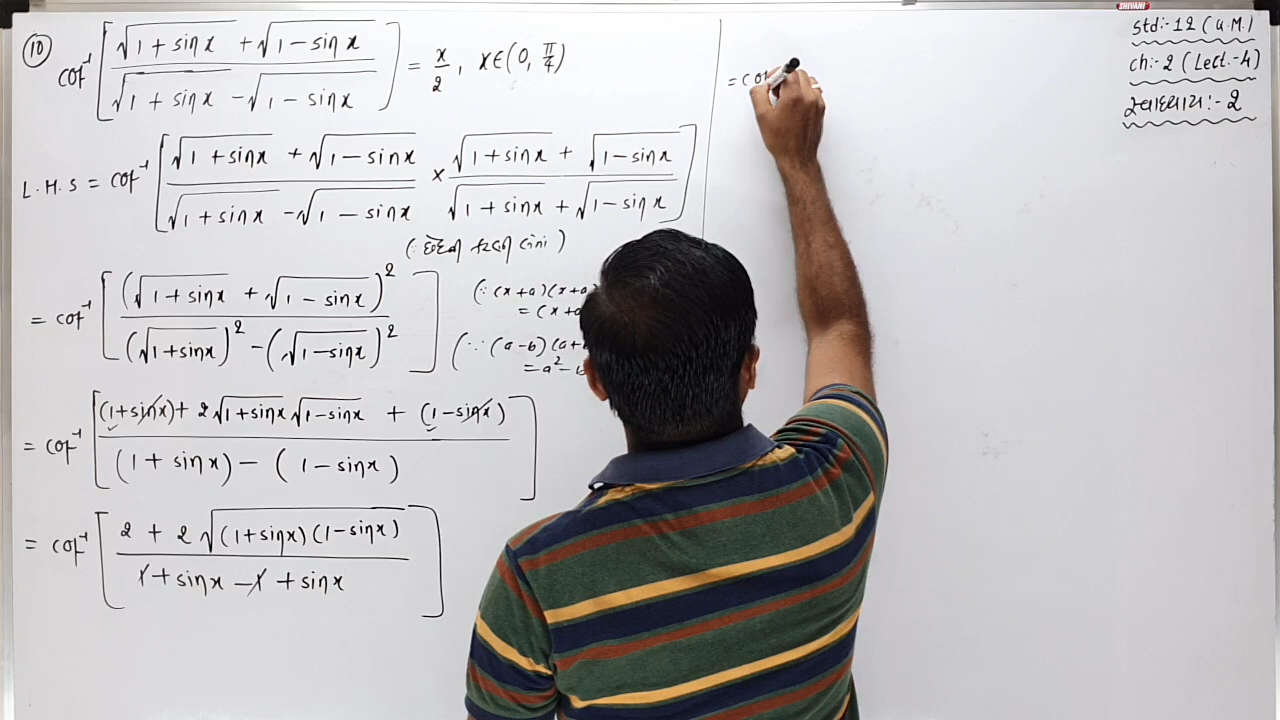 SHIVANI
Std:- 12 (G.M.)
ch:- 2 (Lect.-4)
સ્વાધ્યાય :- 2
(10) cot⁻¹ [ (√(1 + sin x) + √(1 − sin x)) / (√(1 + sin x) − √(1 − sin x)) ] = x/2 , x ∈ (0, π/4)
L.H.S = cot⁻¹ [ (√(1 + sin x) + √(1 − sin x)) / (√(1 + sin x) − √(1 − sin x)) × (√(1 + sin x) + √(1 − sin x)) / (√(1 + sin x) + √(1 − sin x)) ]
= cot⁻¹ [ (√(1 + sin x) + √(1 − sin x))² / ((√(1 + sin x))² − (√(1 − sin x))²) ]
(∵ (x + a)(x + a
= (x + a
(∵ (a − b)(a +
= a² − b
= cot⁻¹ [ ((1 + sin x) + 2√(1 + sin x)√(1 − sin x) + (1 − sin x)) / ((1 + sin x) − (1 − sin x)) ]
= cot⁻¹ [ (2 + 2√((1 + sin x)(1 − sin x))) / (1 + sin x − 1 + sin x) ]
= cot